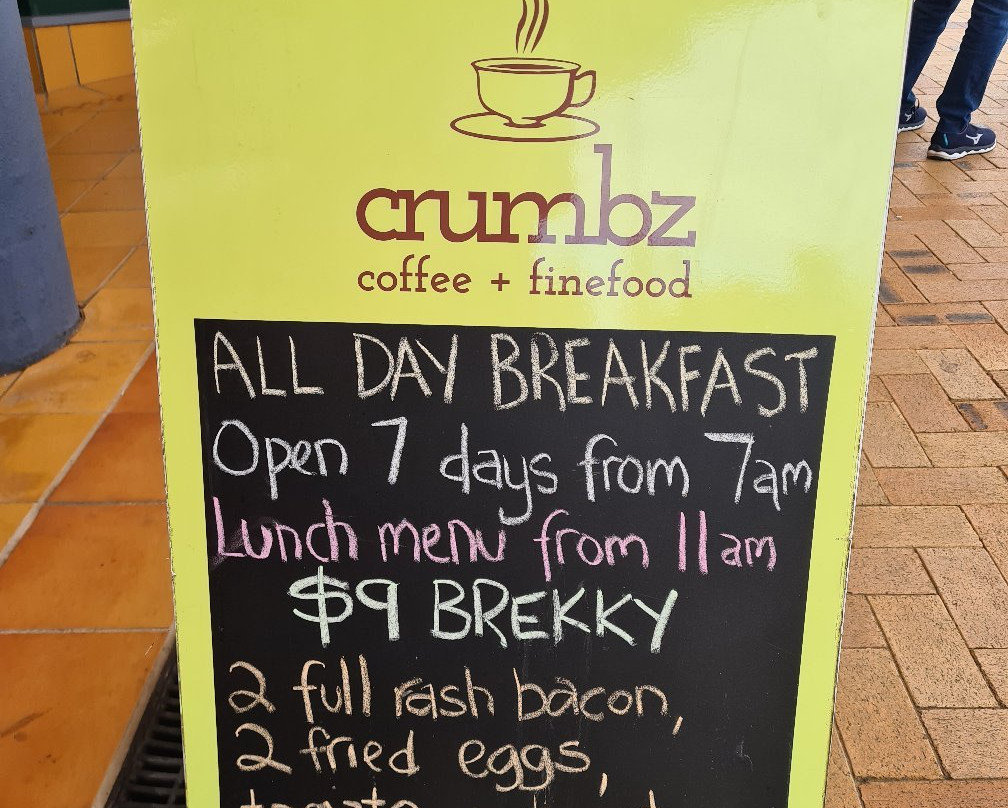 crumbz
coffee + finefood
ALL DAY BREAKFAST
Open 7 days from 7am
Lunch menu from 11am
$9 BREKKY
2 full rash bacon,
2 fried eggs,
tomato